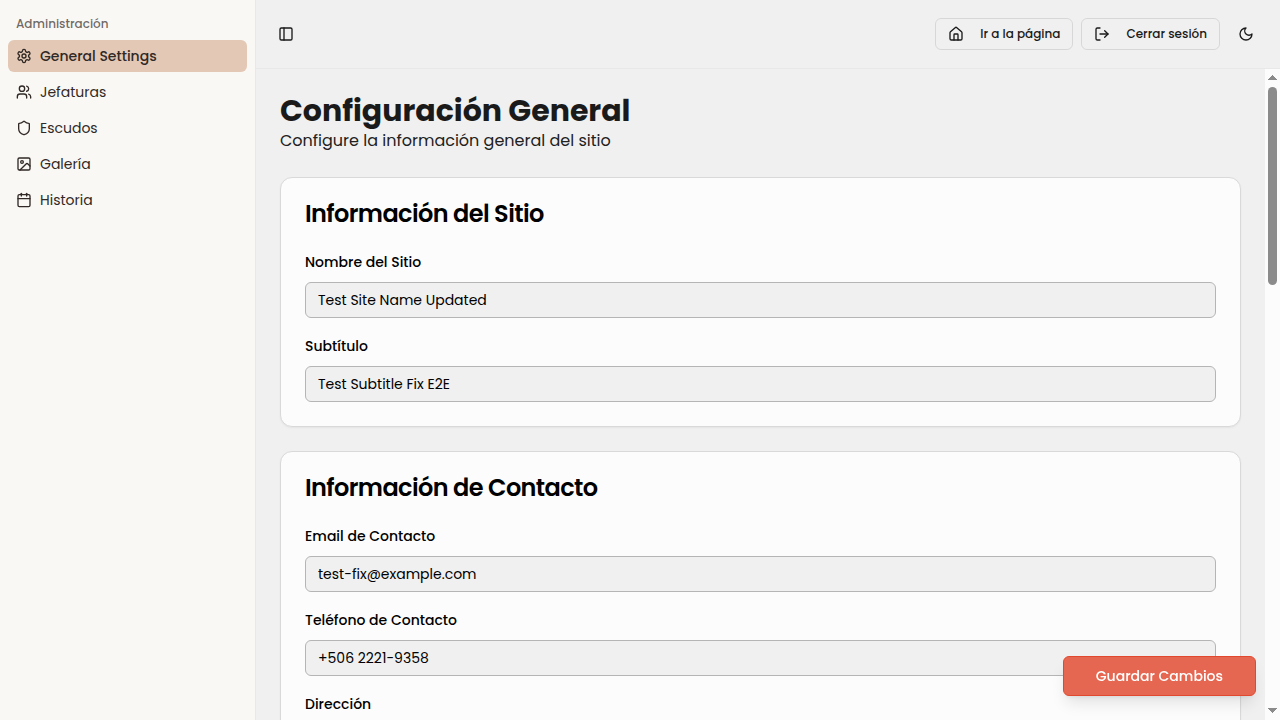 Administración
General Settings
Jefaturas
Escudos
Galería
Historia
Ir a la página
Cerrar sesión
Configuración General
Configure la información general del sitio
Información del Sitio
Nombre del Sitio
Test Site Name Updated
Subtítulo
Test Subtitle Fix E2E
Información de Contacto
Email de Contacto
test-fix@example.com
Teléfono de Contacto
+506 2221-9358
Guardar Cambios
Dirección